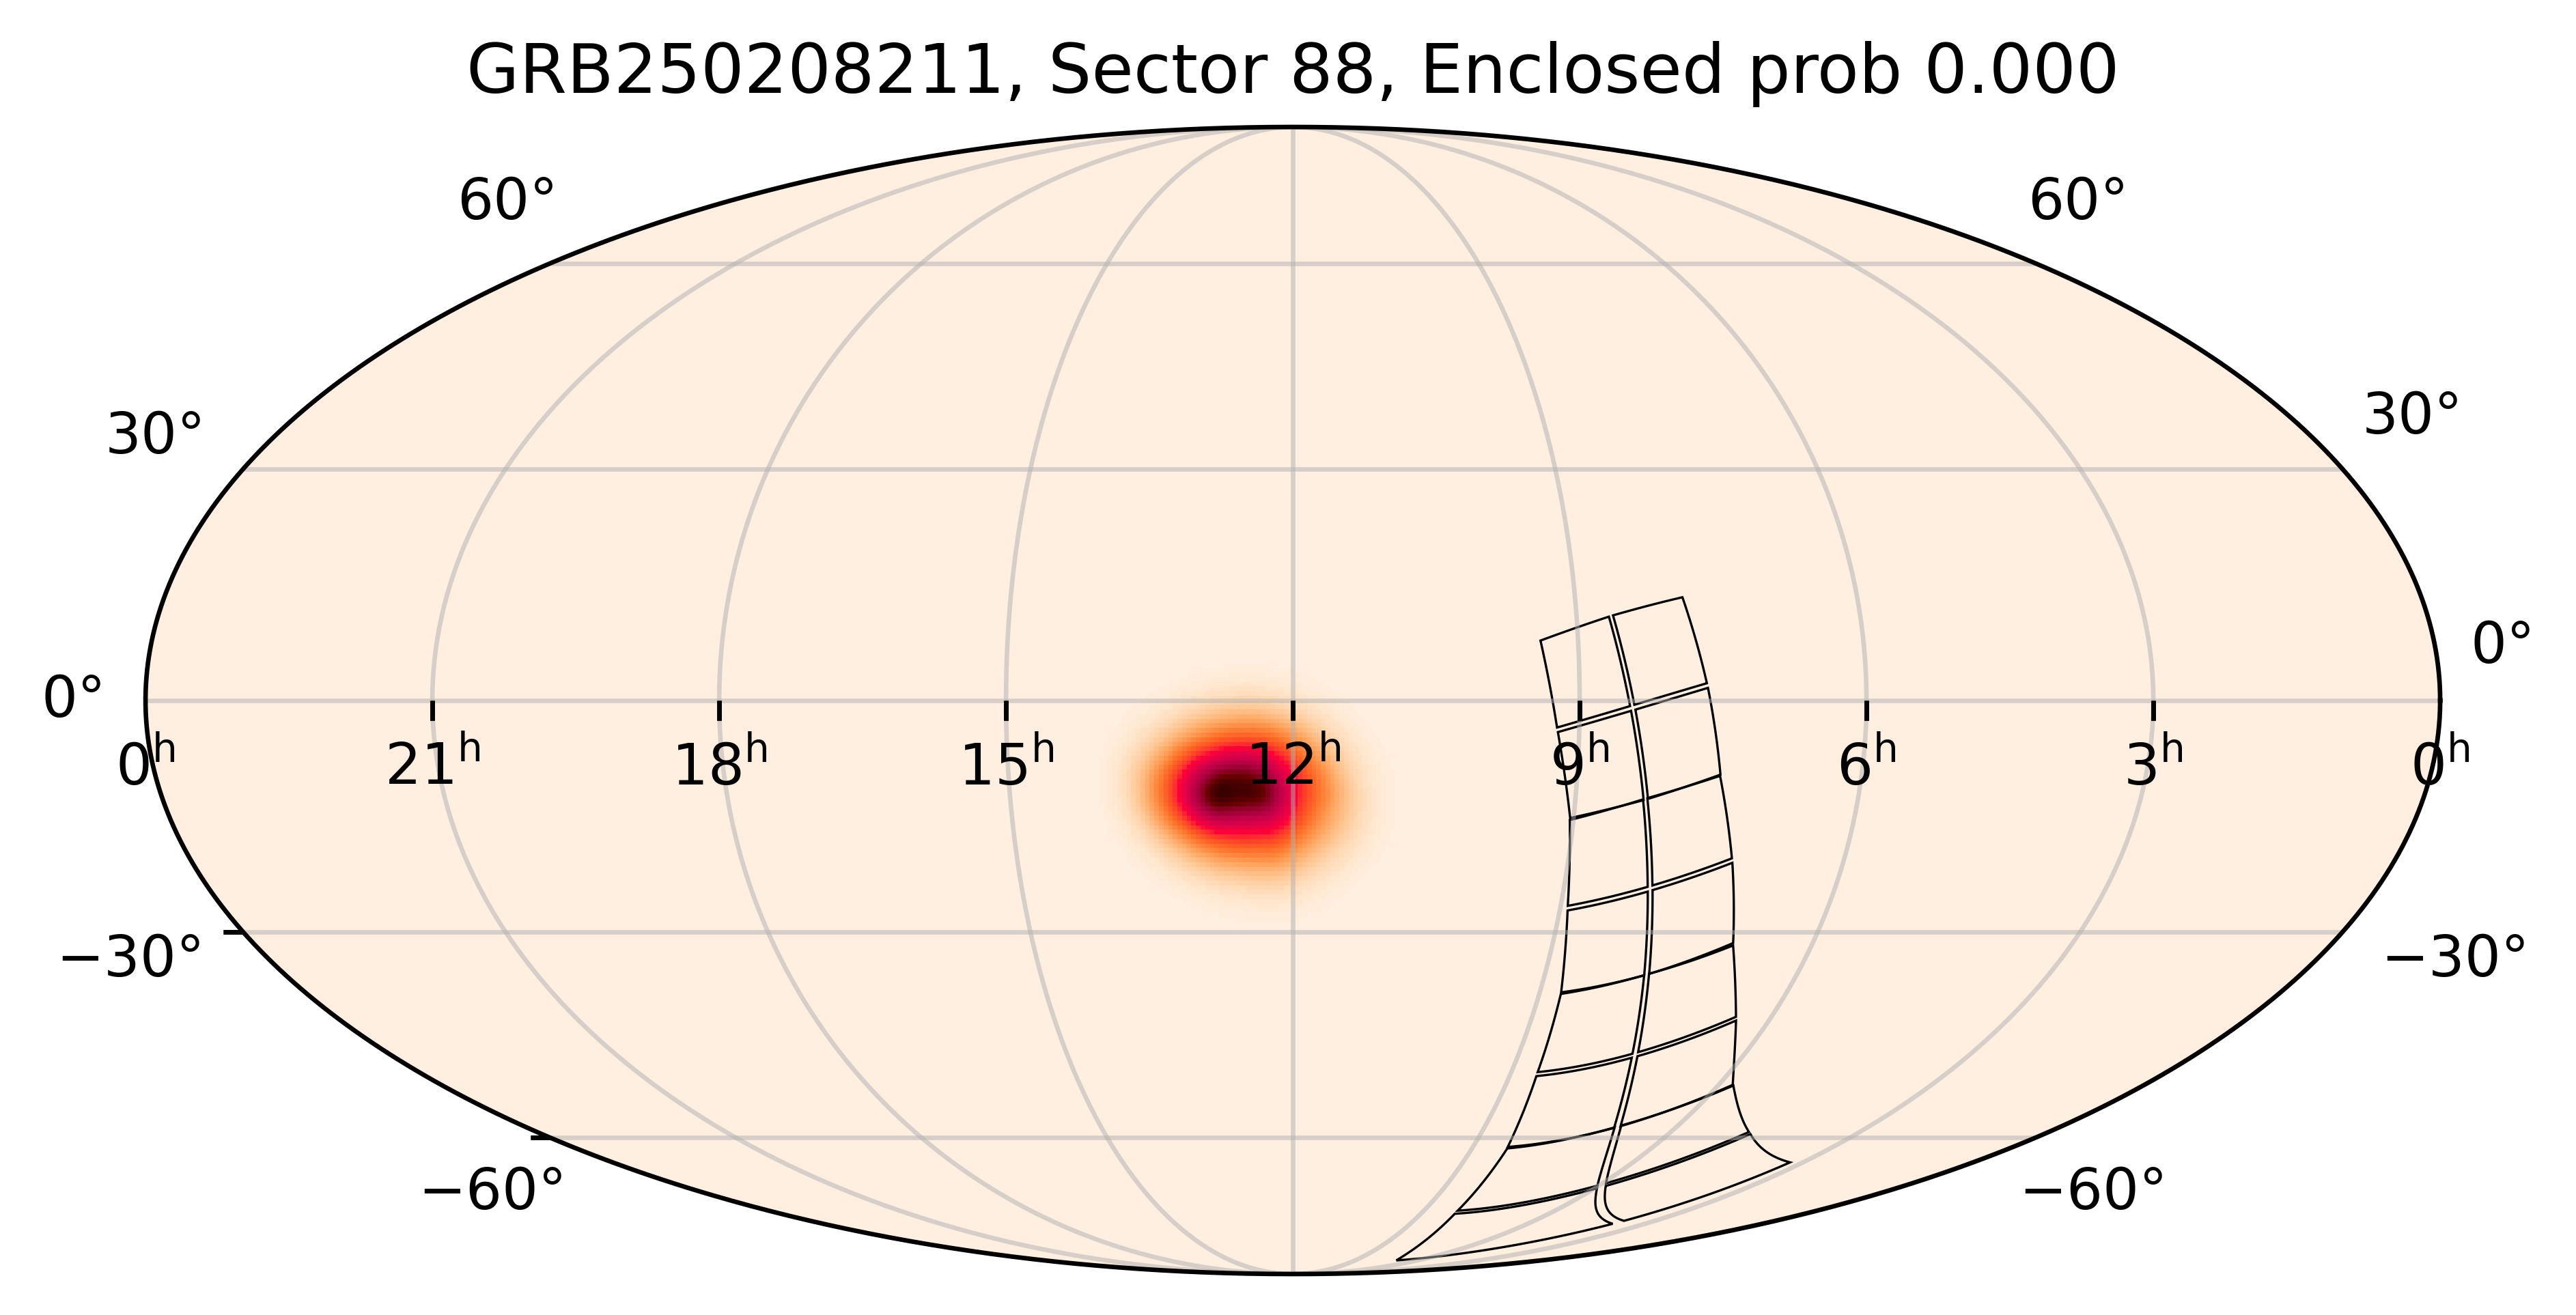 GRB250208211, Sector 88, Enclosed prob 0.000
60° 60°
30° 30°
0° 0°
0h 21h 18h 15h 12h 9h 6h 3h 0h
−30° −30°
−60° −60°